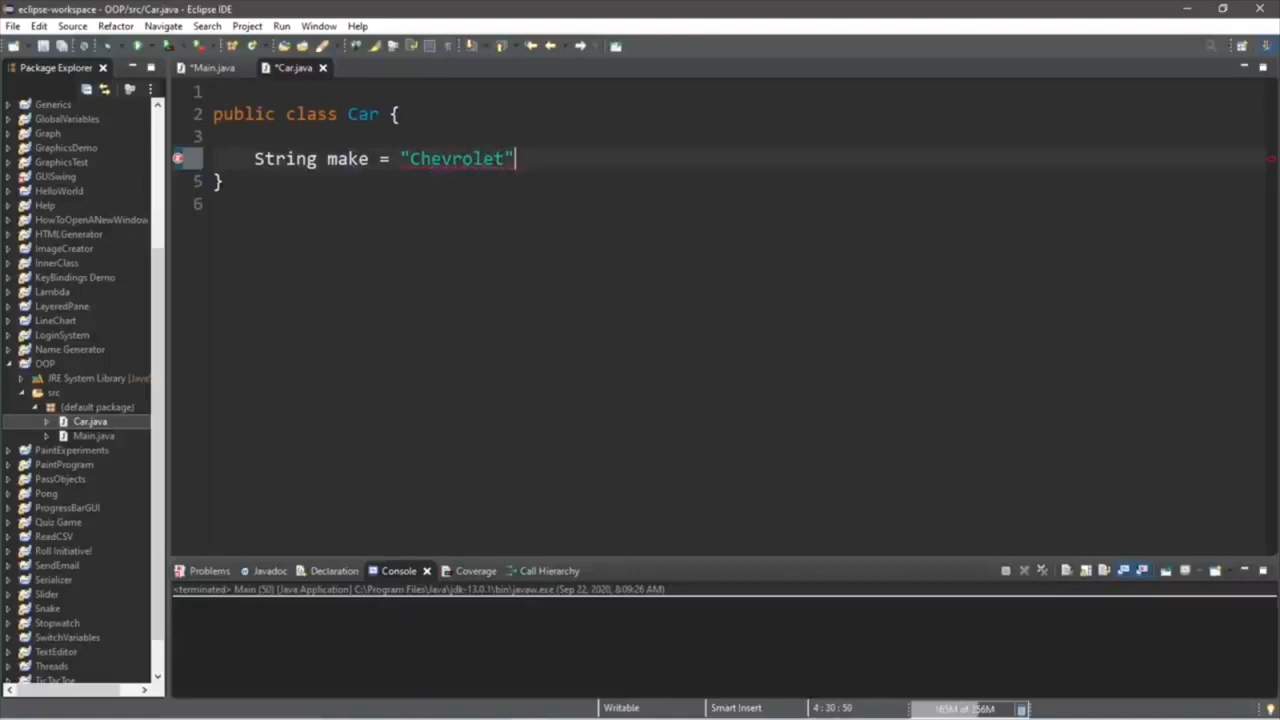 eclipse-workspace - OOP/src/Car.java - Eclipse IDE
File Edit Source Refactor Navigate Search Project Run Window Help
Package Explorer
*Main.java
*Car.java
Generics
GlobalVariables
Graph
GraphicsDemo
GraphicsTest
GUISwing
HelloWorld
Help
HowToOpenANewWindow
HTMLGenerator
ImageCreator
InnerClass
KeyBindings Demo
Lambda
LayeredPane
LineChart
LoginSystem
Name Generator
OOP
JRE System Library [Java
src
(default package)
Car.java
Main.java
PaintExperiments
PaintProgram
PassObjects
Pong
ProgressBarGUI
Quiz Game
ReadCSV
Roll Initiative!
SendEmail
Serializer
Slider
Snake
Stopwatch
SwitchVariables
TextEditor
Threads
TicTacToe
1
2 public class Car {
3
String make = "Chevrolet"
5 }
6
Problems Javadoc Declaration Console Coverage Call Hierarchy
<terminated> Main (50) [Java Application] C:\Program Files\Java\jdk-13.0.1\bin\javaw.exe (Sep 22, 2020, 8:09:26 AM)
Writable Smart Insert 4 : 30 : 50 165M of 256M